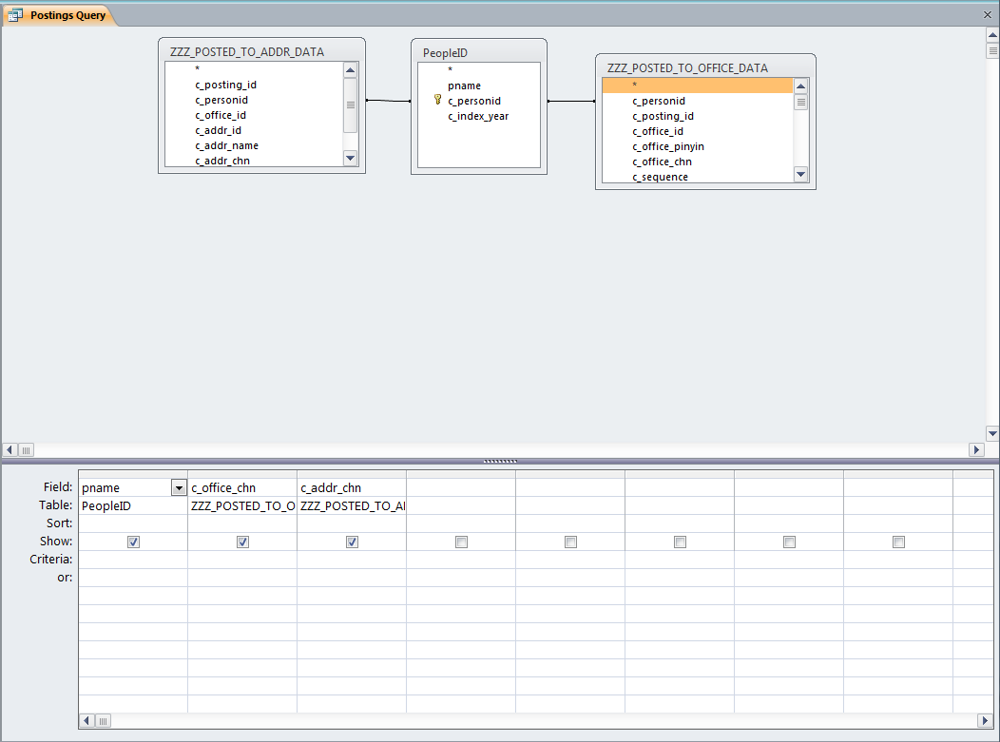 Postings Query
ZZZ_POSTED_TO_ADDR_DATA
*
c_posting_id
c_personid
c_office_id
c_addr_id
c_addr_name
c_addr_chn
PeopleID
*
pname
c_personid
c_index_year
ZZZ_POSTED_TO_OFFICE_DATA
*
c_personid
c_posting_id
c_office_id
c_office_pinyin
c_office_chn
c_sequence
Field: pname c_office_chn c_addr_chn
Table: PeopleID ZZZ_POSTED_TO_O ZZZ_POSTED_TO_AI
Sort:
Show:
Criteria:
or: